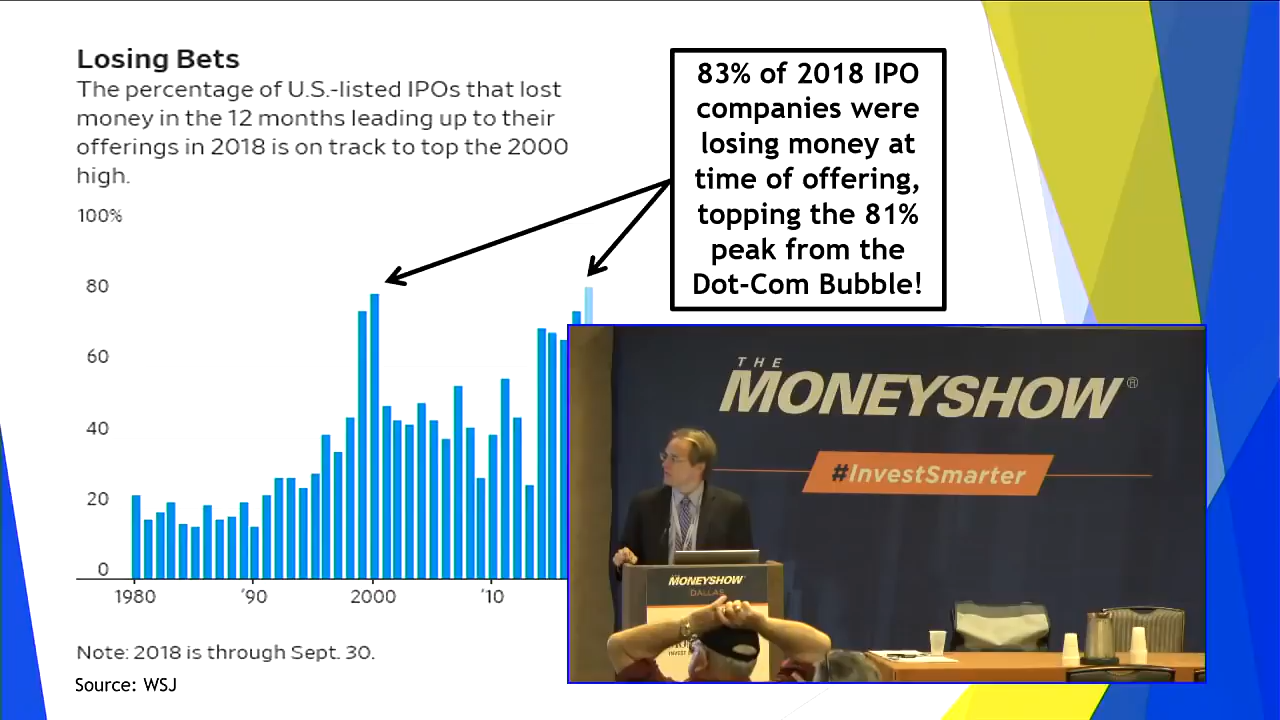 Losing Bets
The percentage of U.S.-listed IPOs that lost
money in the 12 months leading up to their
offerings in 2018 is on track to top the 2000
high.
100%
80
60
40
20
0
1980
'90
2000
'10
Note: 2018 is through Sept. 30.
Source: WSJ
83% of 2018 IPO
companies were
losing money at
time of offering,
topping the 81%
peak from the
Dot-Com Bubble!
THE
MONEYSHOW®
#InvestSmarter
THE
MONEYSHOW
DALLAS